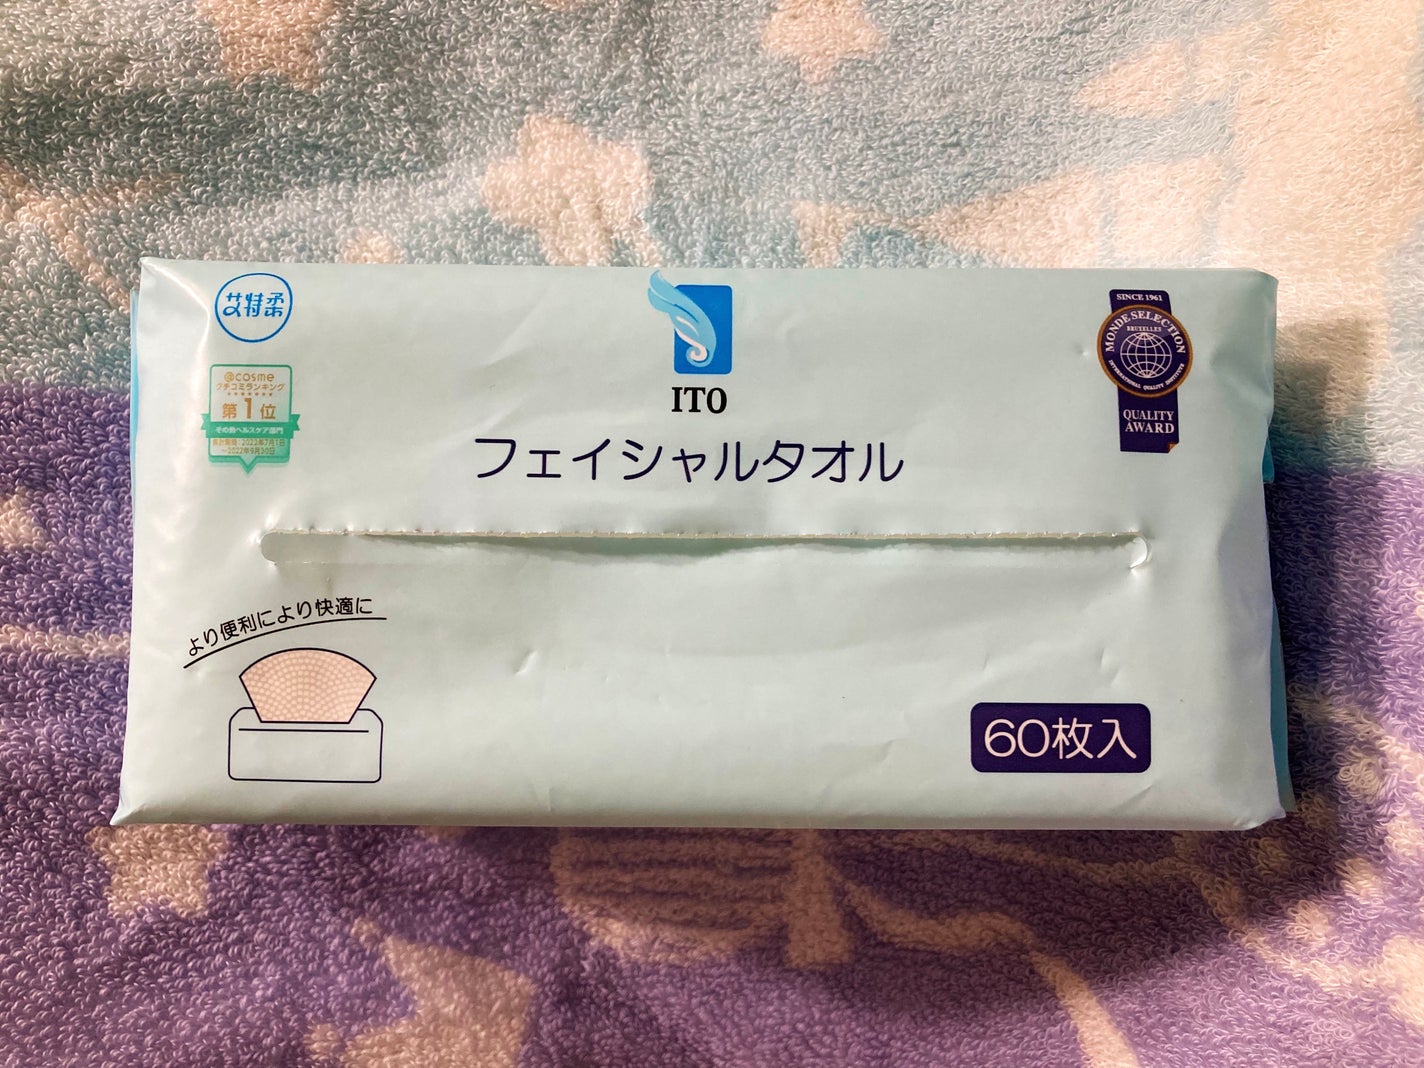 艾特柔
@cosme
クチコミランキング
第1位
その他ヘルスケア部門
集計期間:2022年7月1日
~2022年9月30日
ITO
フェイシャルタオル
SINCE 1961
MONDE SELECTION
BRUXELLES
INTERNATIONAL QUALITY INSTITUTE
QUALITY
AWARD
より便利により快適に
60枚入